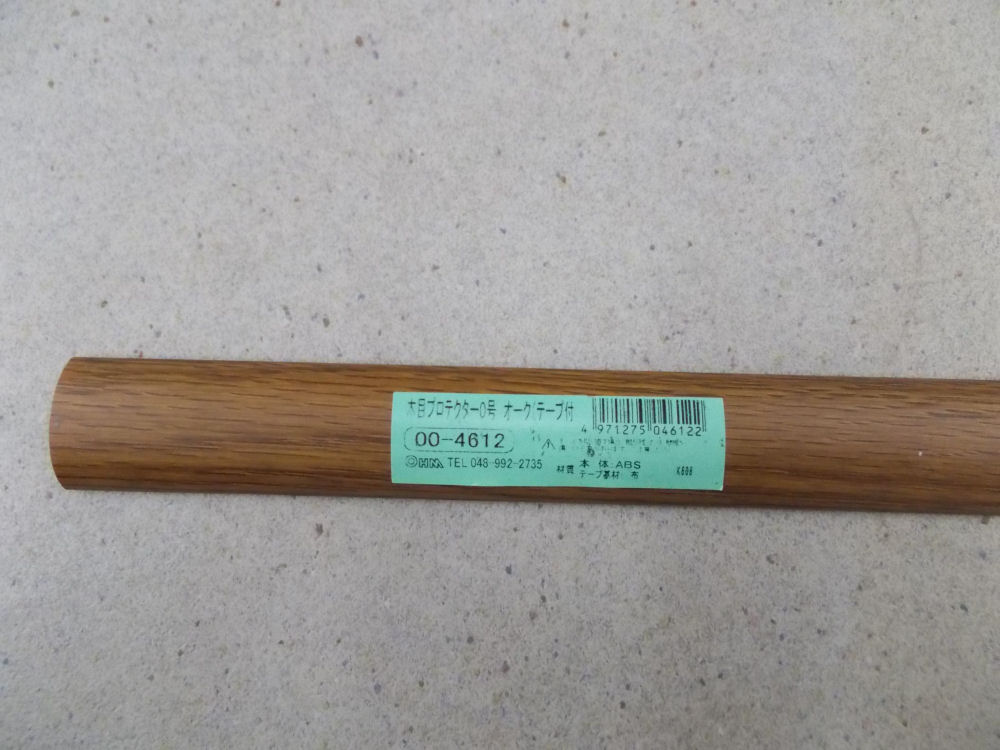 木目プロテクター0号 オーク/テープ付
4 971275 046122
00-4612
OHM TEL 048-992-2735
本 体:ABS
材質 テープ基材 布
K608